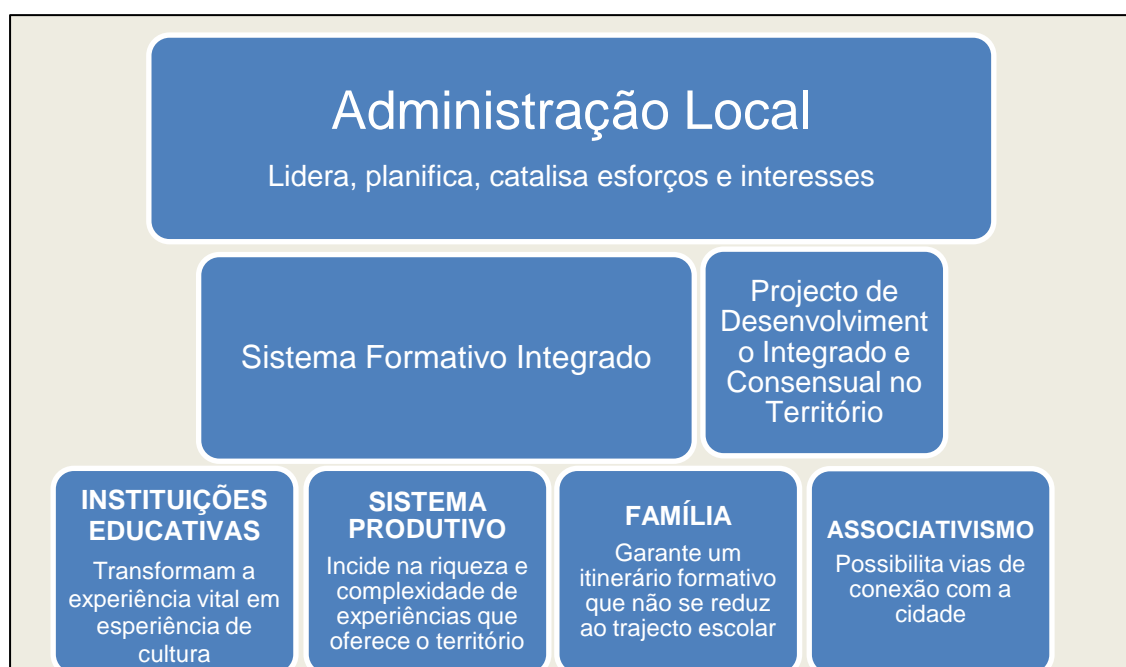 Administração Local
Lidera, planifica, catalisa esforços e interesses
Sistema Formativo Integrado
Projecto de
Desenvolviment
o Integrado e
Consensual no
Território
INSTITUIÇÕES
EDUCATIVAS
Transformam a
experiência vital em
esperiência de
cultura
SISTEMA
PRODUTIVO
Incide na riqueza e
complexidade de
experiências que
oferece o território
FAMÍLIA
Garante um
itinerário formativo
que não se reduz
ao trajecto escolar
ASSOCIATIVISMO
Possibilita vias de
conexão com a
cidade